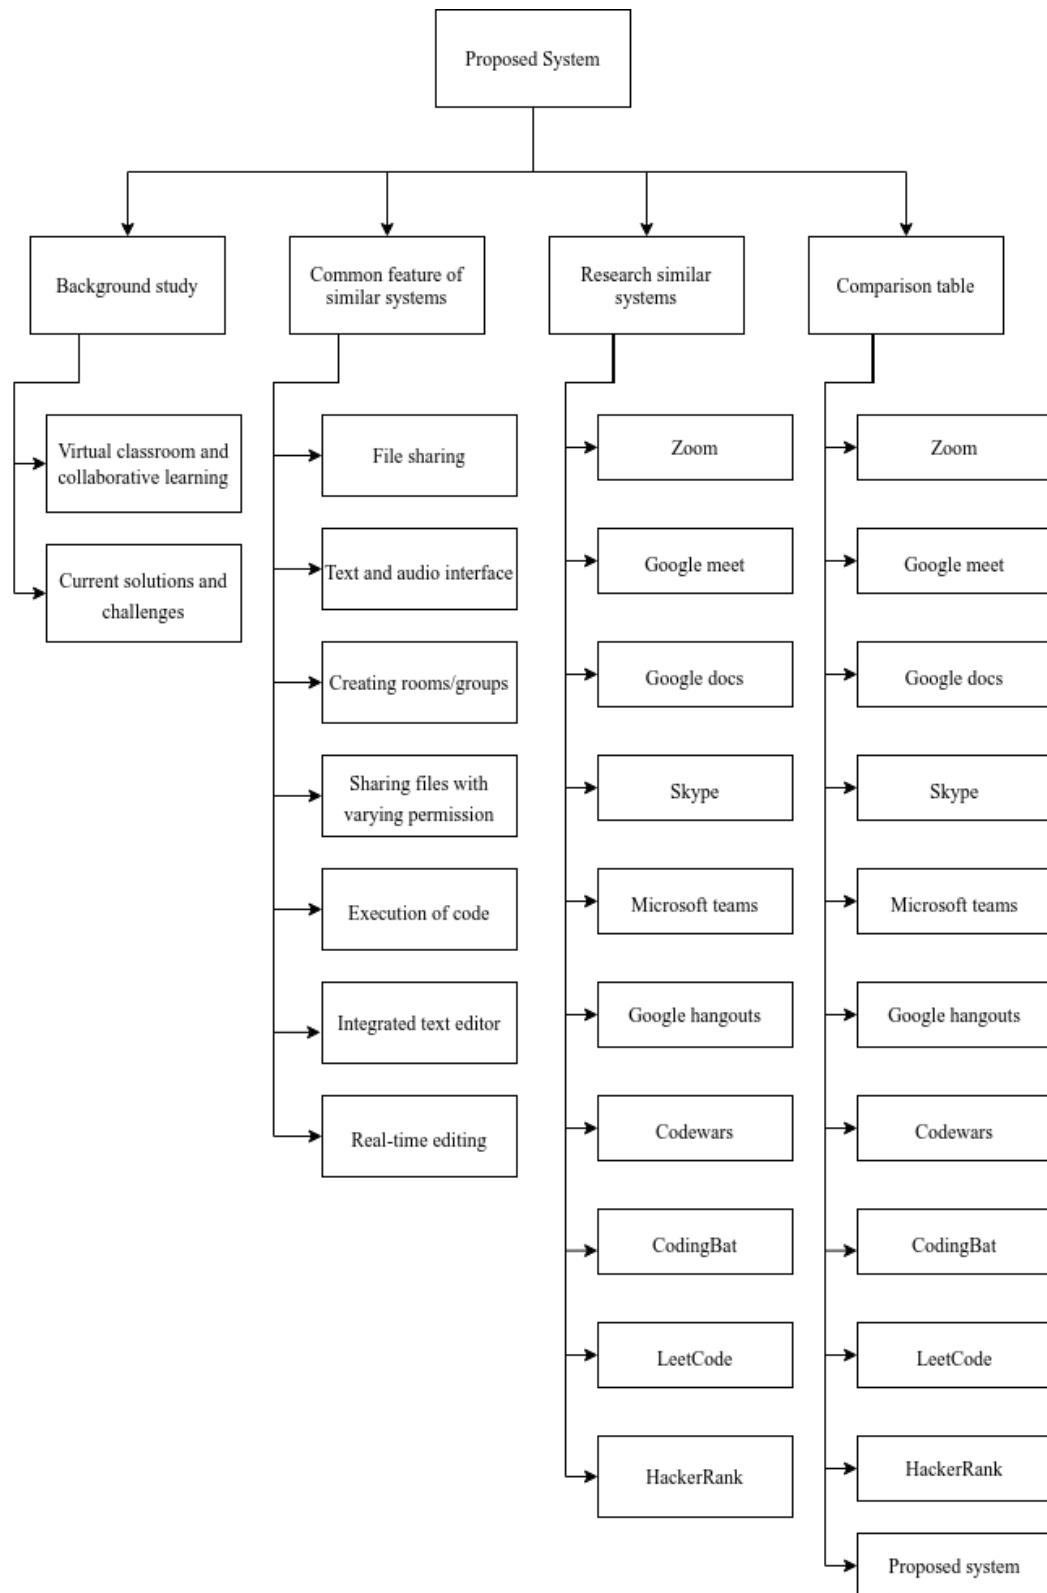 Proposed System
Background study
Common feature of
similar systems
Research similar
systems
Comparison table
Virtual classroom and
collaborative learning
Current solutions and
challenges
File sharing
Text and audio interface
Creating rooms/groups
Sharing files with
varying permission
Execution of code
Integrated text editor
Real-time editing
Zoom
Google meet
Google docs
Skype
Microsoft teams
Google hangouts
Codewars
CodingBat
LeetCode
HackerRank
Zoom
Google meet
Google docs
Skype
Microsoft teams
Google hangouts
Codewars
CodingBat
LeetCode
HackerRank
Proposed system